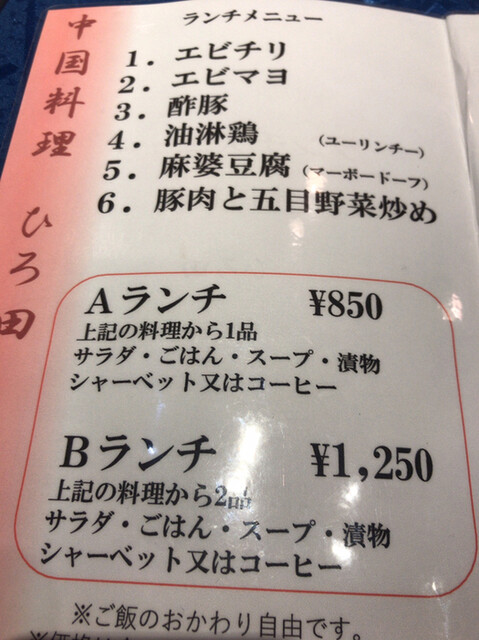 中国料理 ひろ田
ランチメニュー
1. エビチリ
2. エビマヨ
3. 酢豚
4. 油淋鶏 (ユーリンチー)
5. 麻婆豆腐 (マーボードーフ)
6. 豚肉と五目野菜炒め
Aランチ ¥850
上記の料理から1品
サラダ・ごはん・スープ・漬物
シャーベット又はコーヒー
Bランチ ¥1,250
上記の料理から2品
サラダ・ごはん・スープ・漬物
シャーベット又はコーヒー
※ご飯のおかわり自由です。